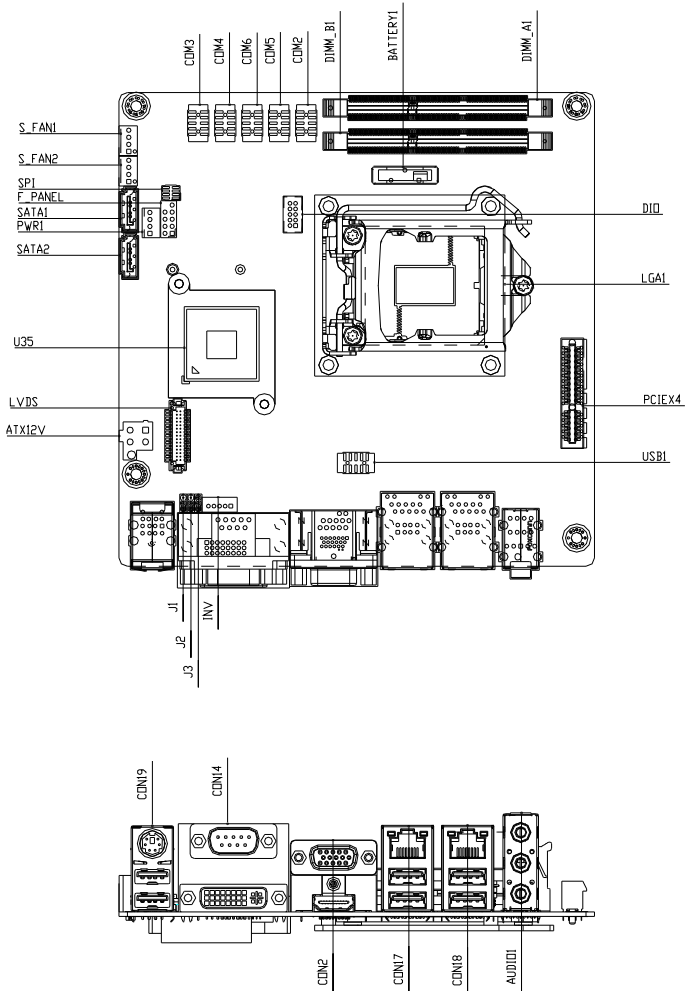 COM3
COM4
COM6
COM5
COM2
DIMM_B1
BATTERY1
DIMM_A1
S_FAN1
S_FAN2
SPI
F_PANEL
SATA1
PWR1
SATA2
DIO
LGA1
U35
LVDS
PCIEX4
ATX12V
USB1
Foxconn
J1
INV
J2
J3
CON19
CON14
CON2
CON17
CON18
AUDIO1